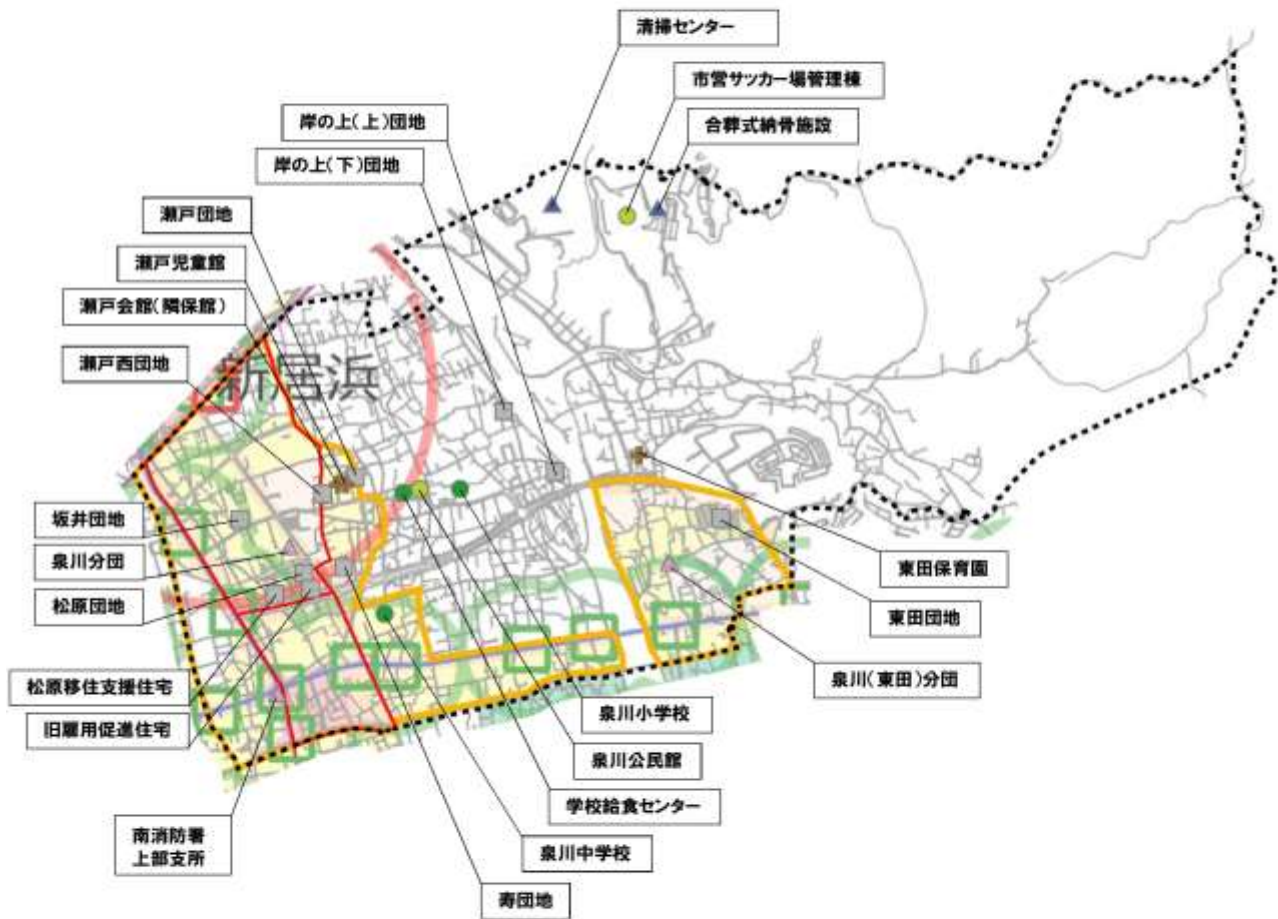 清掃センター
市営サッカー場管理棟
合葬式納骨施設
岸の上(上)団地
岸の上(下)団地
瀬戸団地
瀬戸児童館
瀬戸会館(隣保館)
瀬戸西団地
新居浜
坂井団地
泉川分団
松原団地
松原移住支援住宅
旧雇用促進住宅
南消防署
上部支所
東田保育園
東田団地
泉川(東田)分団
泉川小学校
泉川公民館
学校給食センター
泉川中学校
寿団地